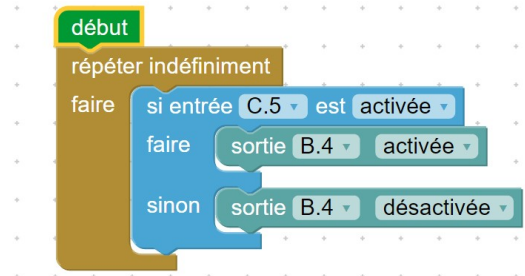 début
répéter indéfiniment
faire si entrée C.5 est activée
faire sortie B.4 activée
sinon sortie B.4 désactivée